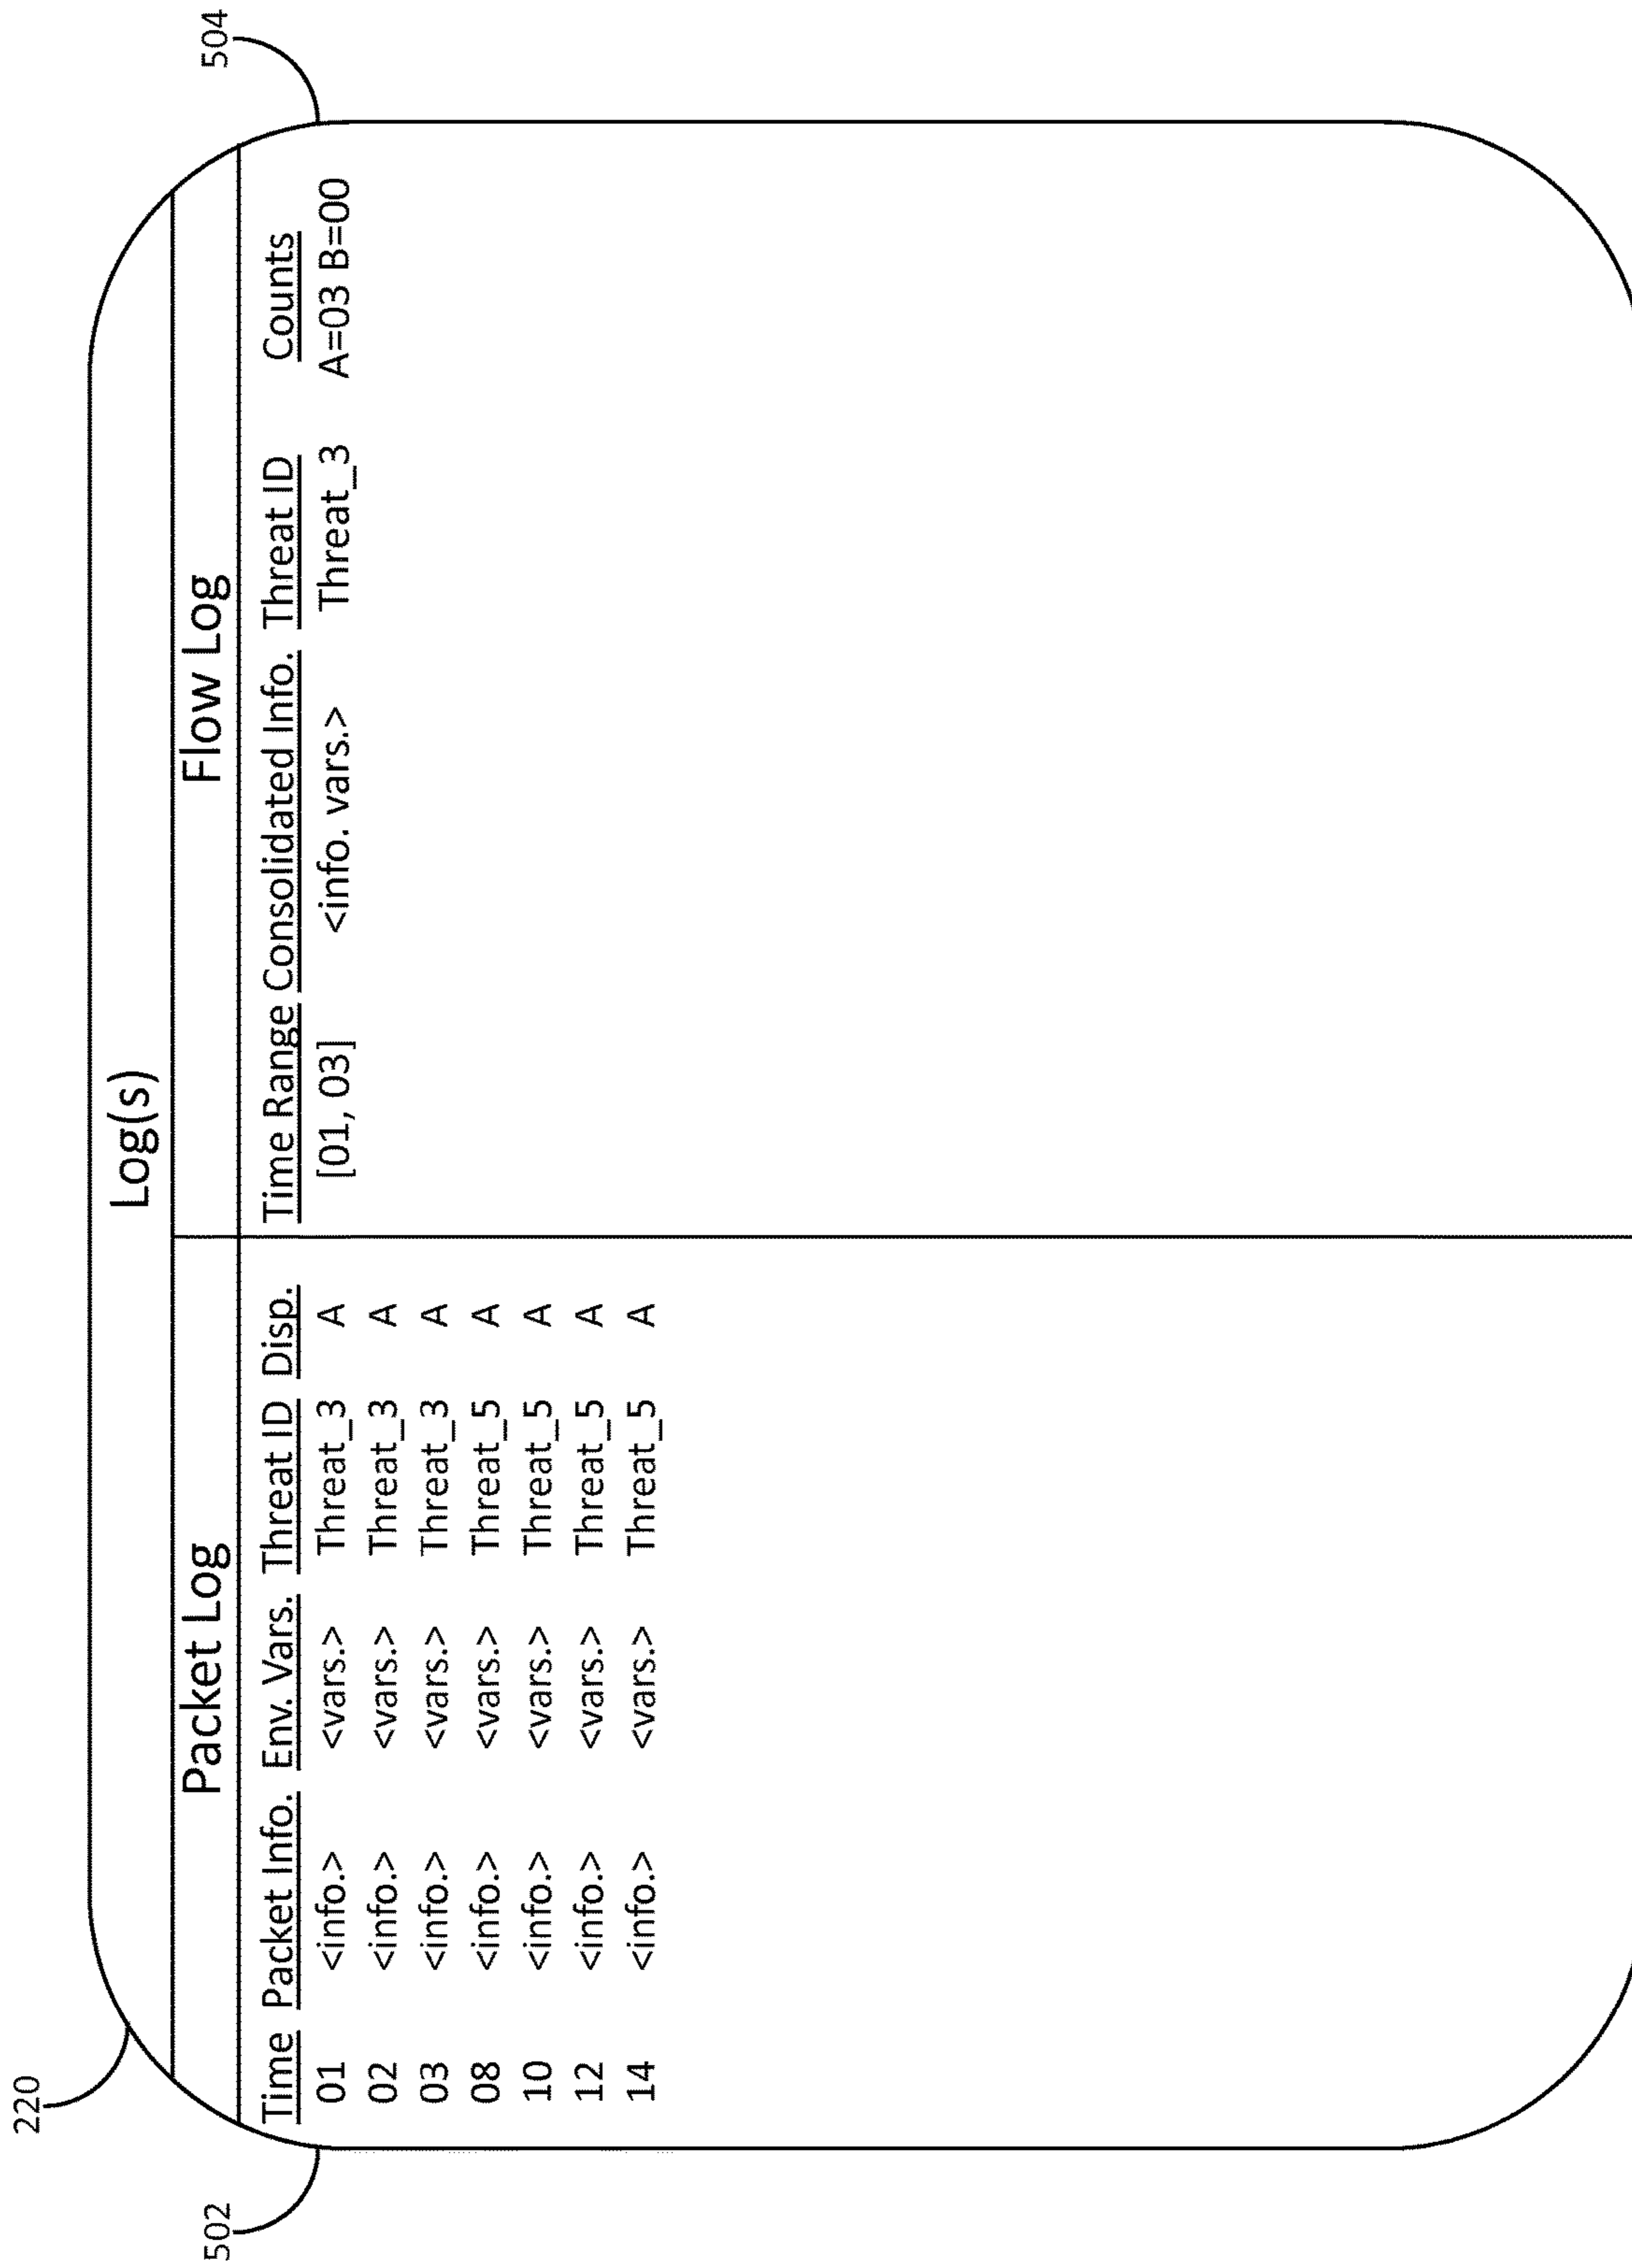 220
Log(s)
502
Packet Log
Flow Log
504
Time Packet Info. Env. Vars. Threat ID Disp.
Time Range Consolidated Info. Threat ID Counts
01 <info.> <vars.> Threat_3 A
[01, 03] <info. vars.> Threat_3 A=03 B=00
02 <info.> <vars.> Threat_3 A
03 <info.> <vars.> Threat_3 A
08 <info.> <vars.> Threat_5 A
10 <info.> <vars.> Threat_5 A
12 <info.> <vars.> Threat_5 A
14 <info.> <vars.> Threat_5 A